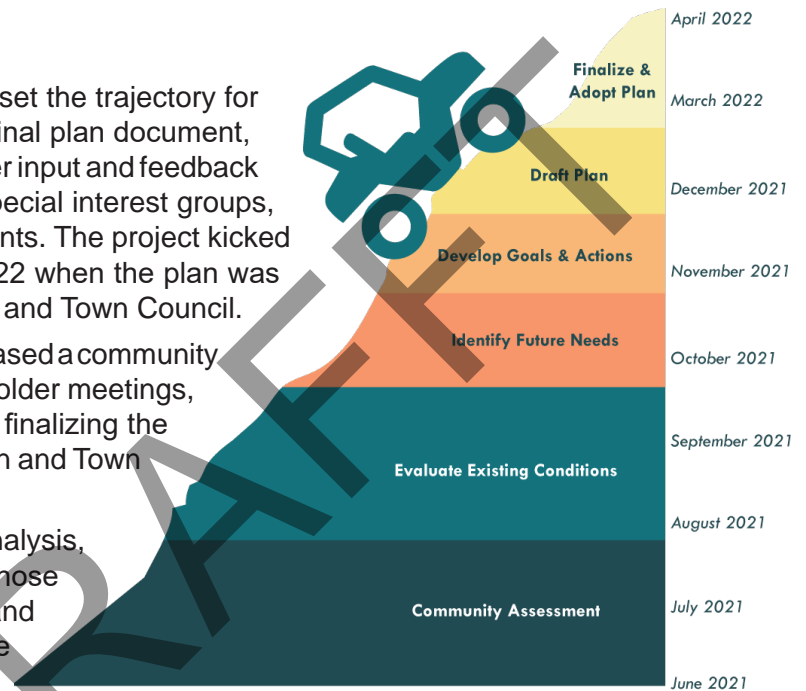 set the trajectory for
inal plan document,
er input and feedback
pecial interest groups,
nts. The project kicked
22 when the plan was
and Town Council.
ased a community
older meetings,
finalizing the
n and Town
nalysis,
hose
and
e
April 2022
Finalize &
Adopt Plan
March 2022
Draft Plan
December 2021
Develop Goals & Actions
November 2021
Identify Future Needs
October 2021
September 2021
Evaluate Existing Conditions
August 2021
Community Assessment
July 2021
June 2021
DRAFT